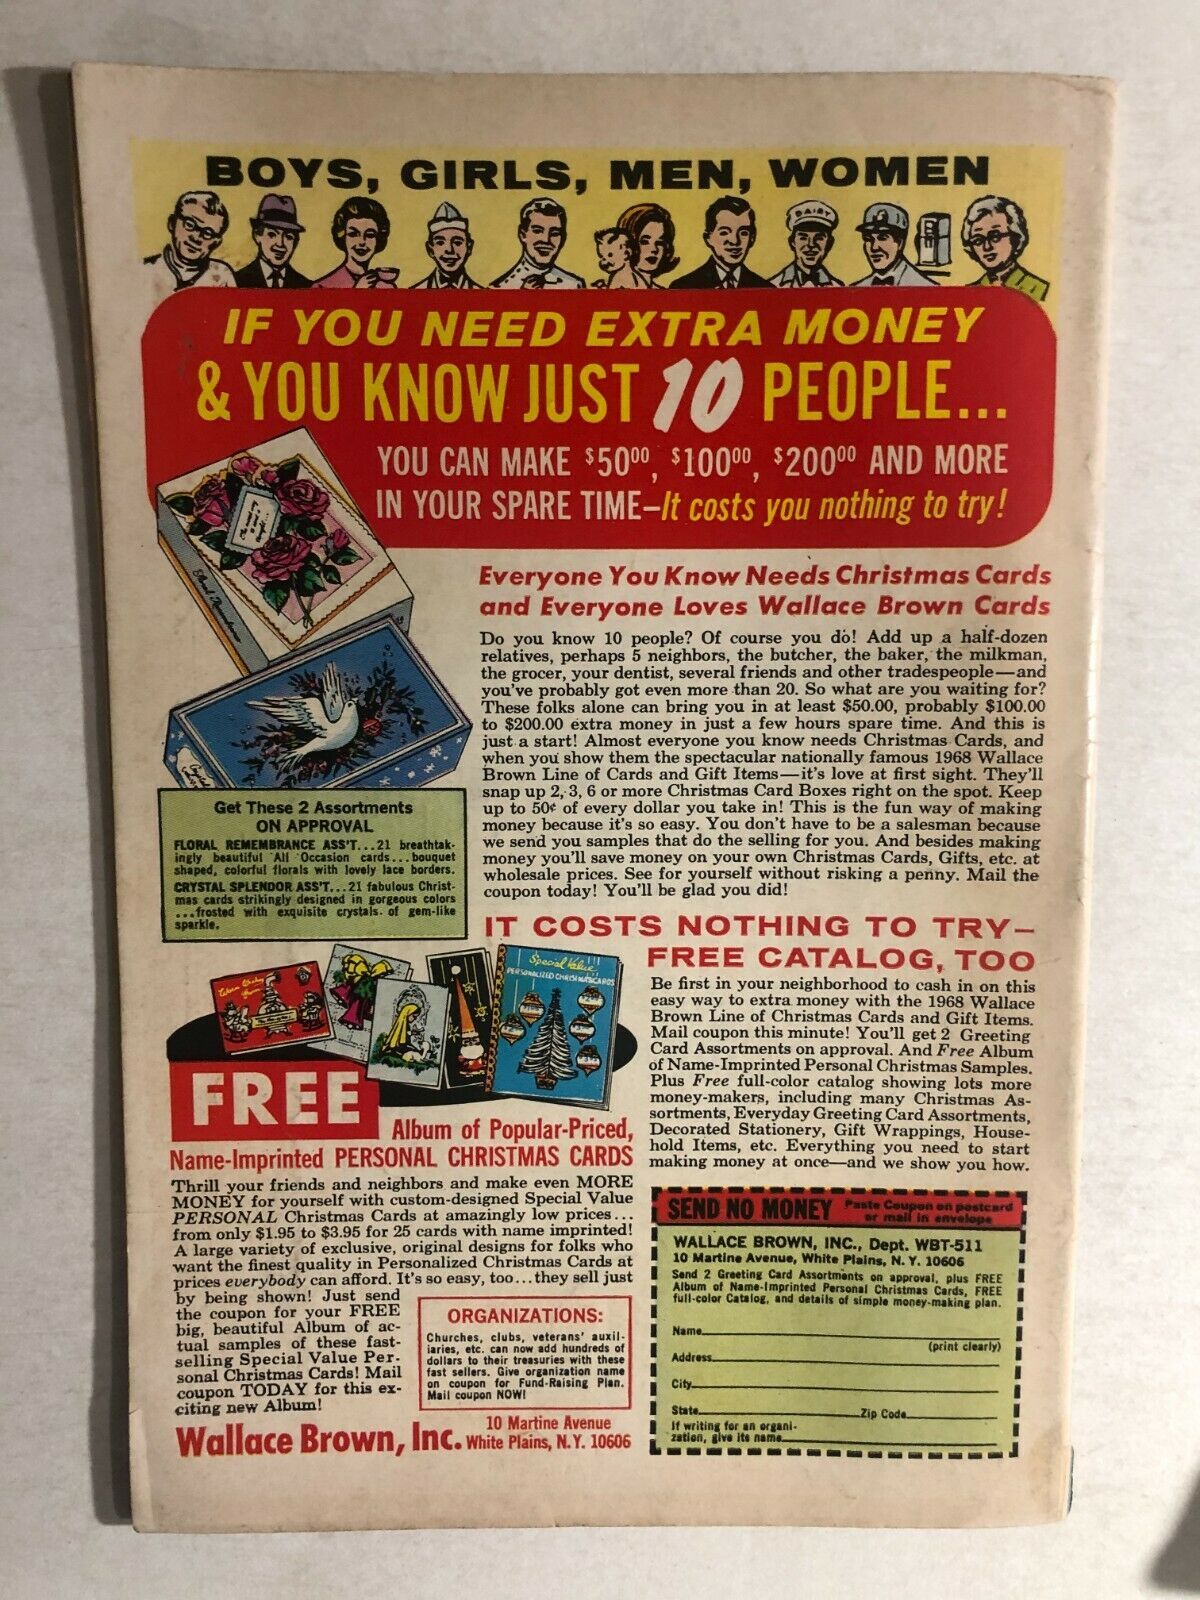 BOYS, GIRLS, MEN, WOMEN
DAIRY
IF YOU NEED EXTRA MONEY
& YOU KNOW JUST 10 PEOPLE...
YOU CAN MAKE $50⁰⁰, $100⁰⁰, $200⁰⁰ AND MORE
IN YOUR SPARE TIME—It costs you nothing to try!
Floral Remembrance
Everyone You Know Needs Christmas Cards
and Everyone Loves Wallace Brown Cards
Do you know 10 people? Of course you do! Add up a half-dozen
relatives, perhaps 5 neighbors, the butcher, the baker, the milkman,
the grocer, your dentist, several friends and other tradespeople—and
you've probably got even more than 20. So what are you waiting for?
These folks alone can bring you in at least $50.00, probably $100.00
to $200.00 extra money in just a few hours spare time. And this is
just a start! Almost everyone you know needs Christmas Cards, and
when you show them the spectacular nationally famous 1968 Wallace
Brown Line of Cards and Gift Items—it's love at first sight. They'll
snap up 2, 3, 6 or more Christmas Card Boxes right on the spot. Keep
up to 50¢ of every dollar you take in! This is the fun way of making
money because it's so easy. You don't have to be a salesman because
we send you samples that do the selling for you. And besides making
money you'll save money on your own Christmas Cards, Gifts, etc. at
wholesale prices. See for yourself without risking a penny. Mail the
coupon today! You'll be glad you did!
Get These 2 Assortments
ON APPROVAL
FLORAL REMEMBRANCE ASS'T...21 breathtak-
ingly beautiful All Occasion cards...bouquet
shaped, colorful florals with lovely lace borders.
CRYSTAL SPLENDOR ASS'T...21 fabulous Christ-
mas cards strikingly designed in gorgeous colors
...frosted with exquisite crystals of gem-like
sparkle.
IT COSTS NOTHING TO TRY—
FREE CATALOG, TOO
Be first in your neighborhood to cash in on this
easy way to extra money with the 1968 Wallace
Brown Line of Christmas Cards and Gift Items.
Mail coupon this minute! You'll get 2 Greeting
Card Assortments on approval. And Free Album
of Name-Imprinted Personal Christmas Samples.
Plus Free full-color catalog showing lots more
money-makers, including many Christmas As-
sortments, Everyday Greeting Card Assortments,
Decorated Stationery, Gift Wrappings, House-
hold Items, etc. Everything you need to start
making money at once—and we show you how.
Special Value
PERSONALIZED CHRISTMAS CARDS
FREE
Album of Popular-Priced,
Name-Imprinted PERSONAL CHRISTMAS CARDS
Thrill your friends and neighbors and make even MORE
MONEY for yourself with custom-designed Special Value
PERSONAL Christmas Cards at amazingly low prices...
from only $1.95 to $3.95 for 25 cards with name imprinted!
A large variety of exclusive, original designs for folks who
want the finest quality in Personalized Christmas Cards at
prices everybody can afford. It's so easy, too...they sell just
by being shown! Just send
the coupon for your FREE
big, beautiful Album of ac-
tual samples of these fast-
selling Special Value Per-
sonal Christmas Cards! Mail
coupon TODAY for this ex-
citing new Album!
ORGANIZATIONS:
Churches, clubs, veterans' auxil-
iaries, etc. can now add hundreds of
dollars to their treasuries with these
fast sellers. Give organization name
on coupon for Fund-Raising Plan.
Mail coupon NOW!
Wallace Brown, Inc.
10 Martine Avenue
White Plains, N.Y. 10606
SEND NO MONEY
Paste Coupon on postcard
or mail in envelope
WALLACE BROWN, INC., Dept. WBT-511
10 Martine Avenue, White Plains, N. Y. 10606
Send 2 Greeting Card Assortments on approval, plus FREE
Album of Name-Imprinted Personal Christmas Cards, FREE
full-color Catalog, and details of simple money-making plan.
Name
(print clearly)
Address
City
State Zip Code
If writing for an organi-
zation, give its name